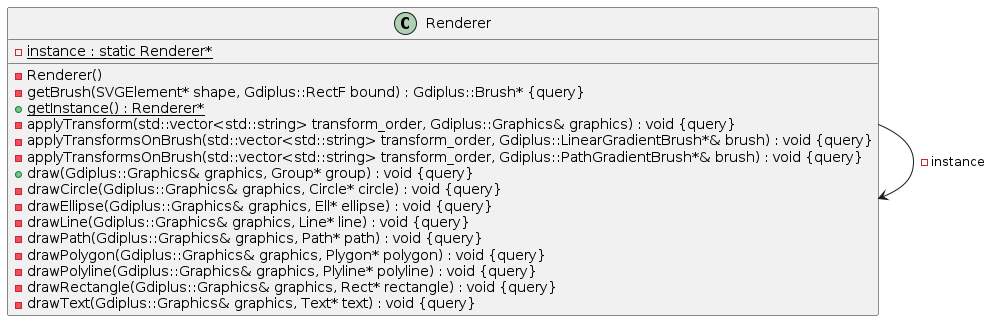 C Renderer
instance : static Renderer*
Renderer()
getBrush(SVGElement* shape, Gdiplus::RectF bound) : Gdiplus::Brush* {query}
getInstance() : Renderer*
applyTransform(std::vector<std::string> transform_order, Gdiplus::Graphics& graphics) : void {query}
applyTransformsOnBrush(std::vector<std::string> transform_order, Gdiplus::LinearGradientBrush*& brush) : void {query}
applyTransformsOnBrush(std::vector<std::string> transform_order, Gdiplus::PathGradientBrush*& brush) : void {query}
draw(Gdiplus::Graphics& graphics, Group* group) : void {query}
drawCircle(Gdiplus::Graphics& graphics, Circle* circle) : void {query}
drawEllipse(Gdiplus::Graphics& graphics, Ell* ellipse) : void {query}
drawLine(Gdiplus::Graphics& graphics, Line* line) : void {query}
drawPath(Gdiplus::Graphics& graphics, Path* path) : void {query}
drawPolygon(Gdiplus::Graphics& graphics, Plygon* polygon) : void {query}
drawPolyline(Gdiplus::Graphics& graphics, Plyline* polyline) : void {query}
drawRectangle(Gdiplus::Graphics& graphics, Rect* rectangle) : void {query}
drawText(Gdiplus::Graphics& graphics, Text* text) : void {query}
instance